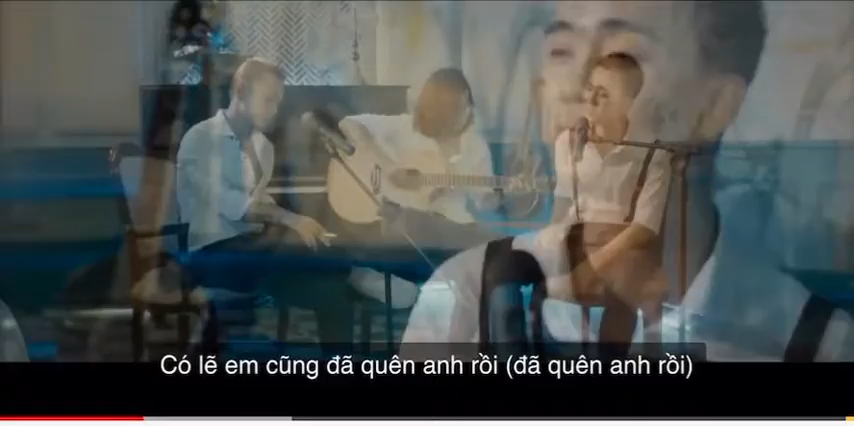 Có lẽ em cũng đã quên anh rồi (đã quên anh rồi)